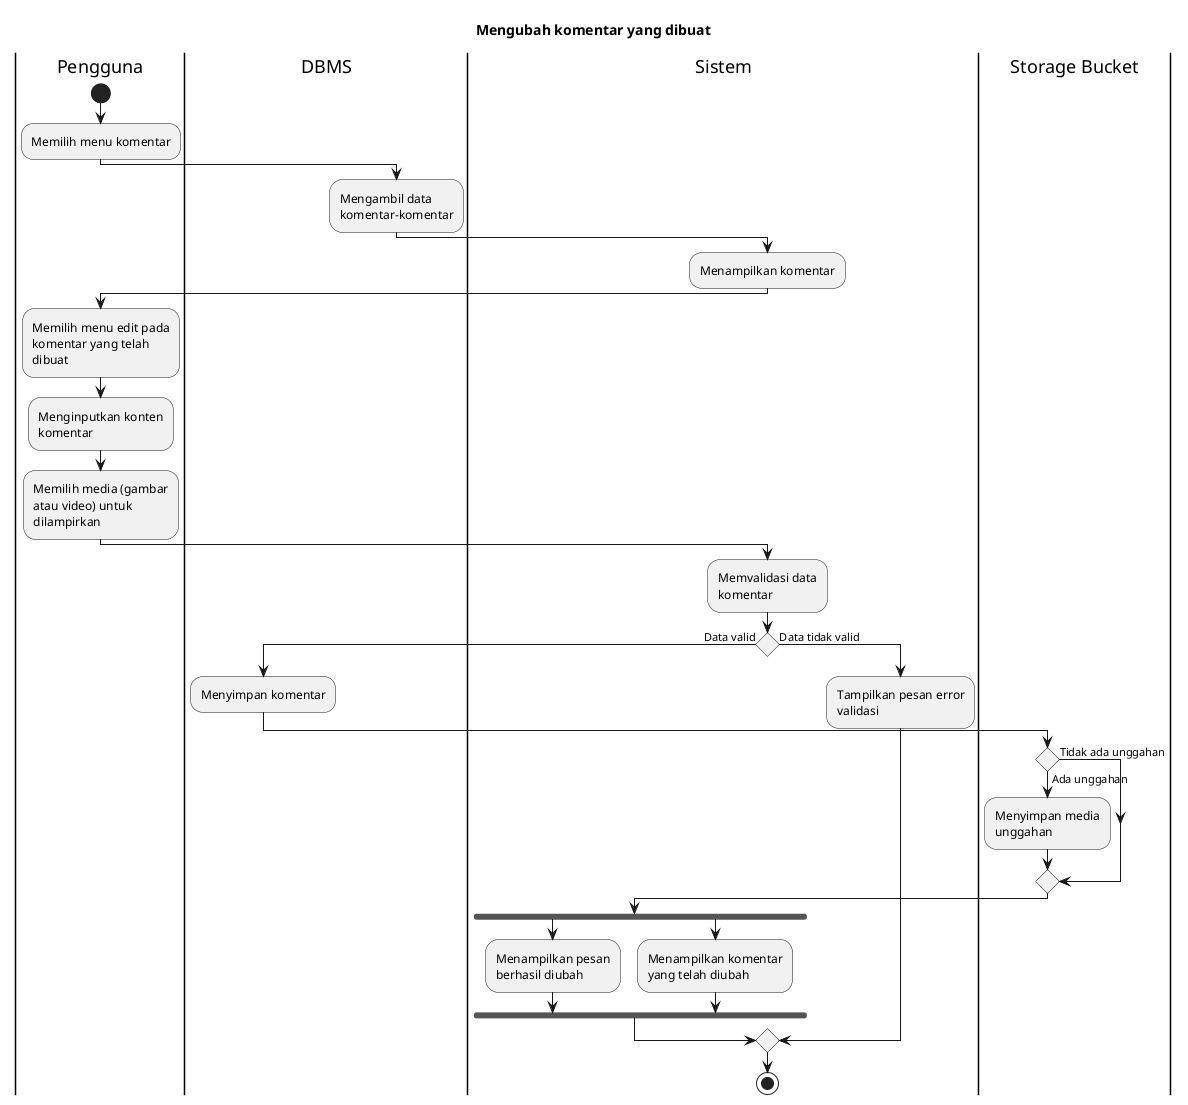 Mengubah komentar yang dibuat
Pengguna
DBMS
Sistem
Storage Bucket
Memilih menu komentar
Mengambil data
komentar-komentar
Menampilkan komentar
Memilih menu edit pada
komentar yang telah
dibuat
Menginputkan konten
komentar
Memilih media (gambar
atau video) untuk
dilampirkan
Memvalidasi data
komentar
Data valid
Data tidak valid
Menyimpan komentar
Tampilkan pesan error
validasi
Tidak ada unggahan
Ada unggahan
Menyimpan media
unggahan
Menampilkan pesan
berhasil diubah
Menampilkan komentar
yang telah diubah